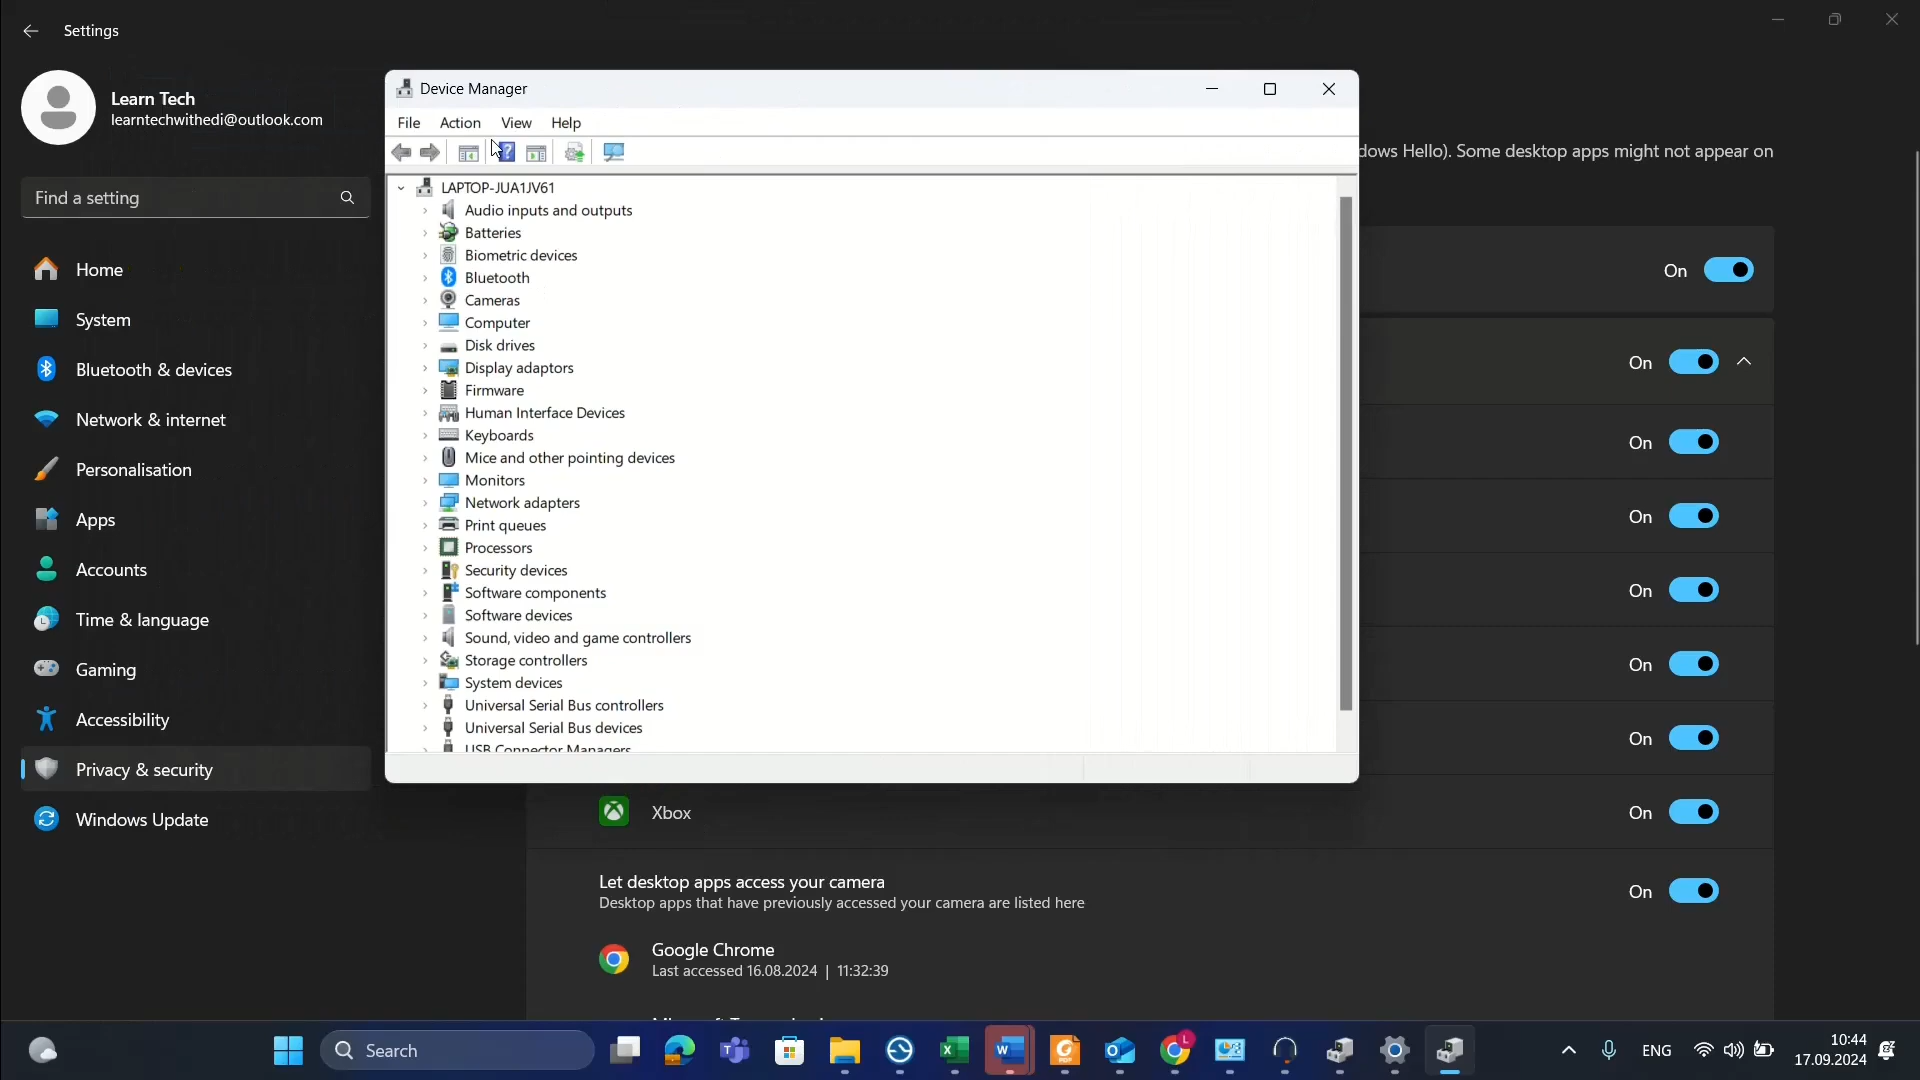 Settings
Learn Tech
learntechwithedi@outlook.com
Find a setting
Home
System
Bluetooth & devices
Network & internet
Personalisation
Apps
Accounts
Time & language
Gaming
Accessibility
Privacy & security
Windows Update
Device Manager
File Action View Help
LAPTOP-JUA1JV61
Audio inputs and outputs
Batteries
Biometric devices
Bluetooth
Cameras
Computer
Disk drives
Display adaptors
Firmware
Human Interface Devices
Keyboards
Mice and other pointing devices
Monitors
Network adapters
Print queues
Processors
Security devices
Software components
Software devices
Sound, video and game controllers
Storage controllers
System devices
Universal Serial Bus controllers
Universal Serial Bus devices
USB Connector Managers
dows Hello). Some desktop apps might not appear on
On
On
On
On
On
On
On
Xbox On
Let desktop apps access your camera
Desktop apps that have previously accessed your camera are listed here
On
Google Chrome
Last accessed 16.08.2024 | 11:32:39
Search
L
ENG
10:44
17.09.2024